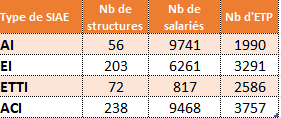 Type de SIAE Nb de structures Nb de salariés Nb d'ETP
AI 56 9741 1990
EI 203 6261 3291
ETTI 72 817 2586
ACI 238 9468 3757